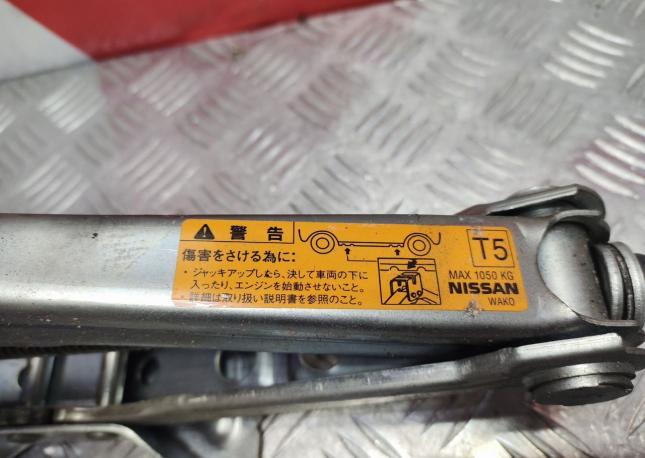 警告
傷害をさける為に:
・ジャッキアップしたら、決して車両の下に
入ったり、エンジンを始動させないこと。
・詳細は取り扱い説明書を参照のこと。
T5
MAX 1050 KG
NISSAN
WAKO